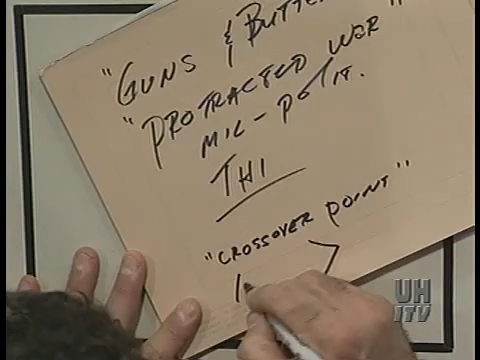 "GUNS & BUTTE
"PROTRACTED WAR"
MIL-POLIT.
THI
"CROSSOVER POINT"
UH
ITV